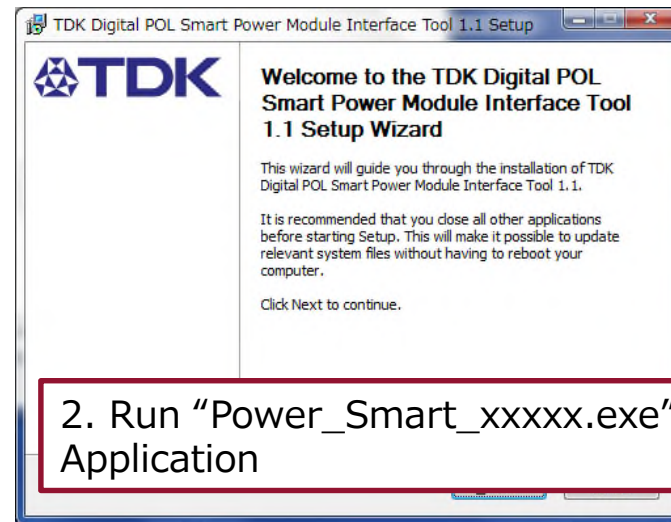 TDK Digital POL Smart Power Module Interface Tool 1.1 Setup
TDK
Welcome to the TDK Digital POL
Smart Power Module Interface Tool
1.1 Setup Wizard
This wizard will guide you through the installation of TDK
Digital POL Smart Power Module Interface Tool 1.1.
It is recommended that you close all other applications
before starting Setup. This will make it possible to update
relevant system files without having to reboot your
computer.
Click Next to continue.
2. Run “Power_Smart_xxxxx.exe”
Application